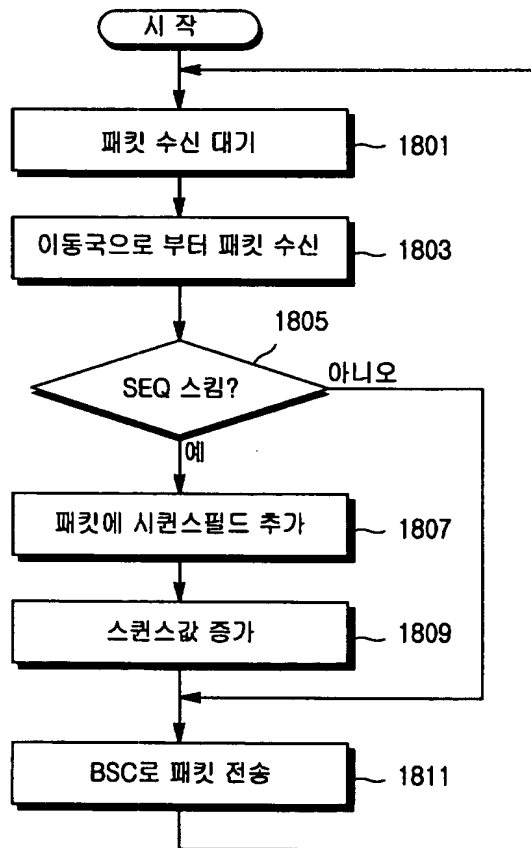 시 작
패킷 수신 대기
1801
이동국으로 부터 패킷 수신
1803
1805
SEQ 스킴?
아니오
예
패킷에 시퀀스필드 추가
1807
스퀀스값 증가
1809
BSC로 패킷 전송
1811